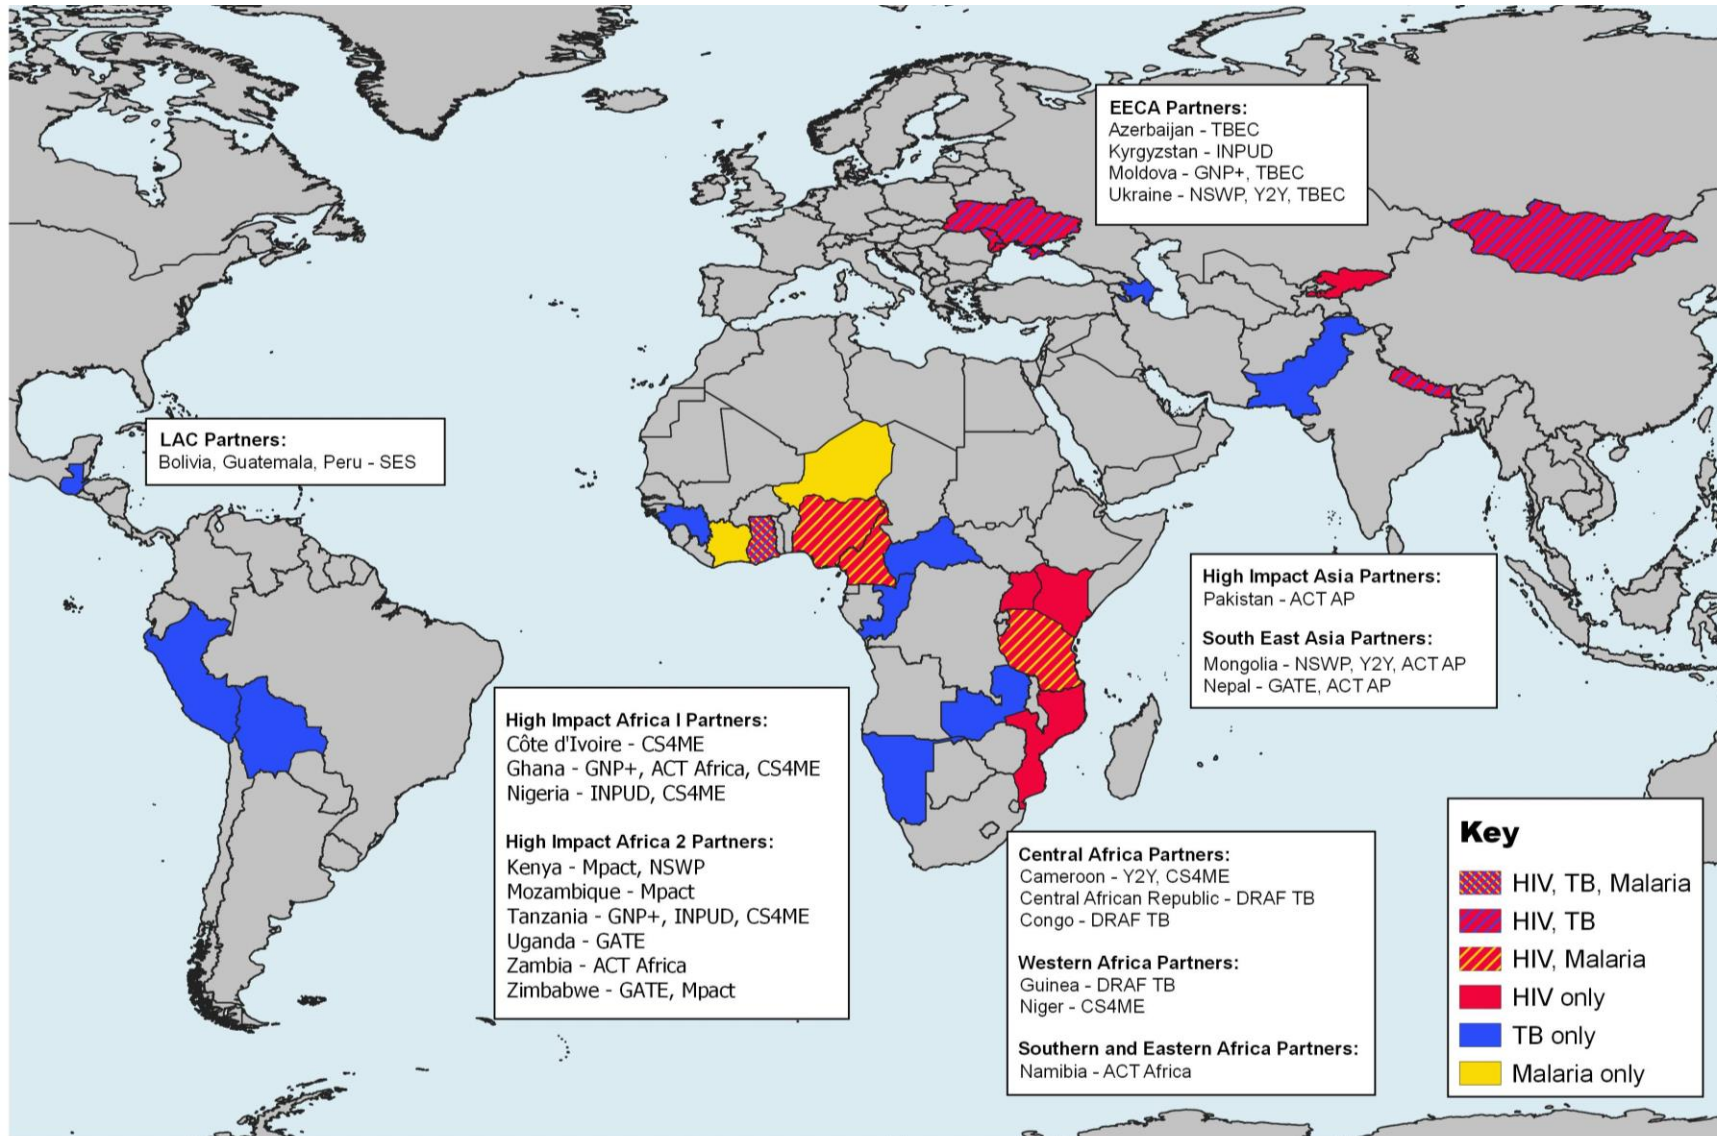 EECA Partners:
Azerbaijan - TBEC
Kyrgyzstan - INPUD
Moldova - GNP+, TBEC
Ukraine - NSWP, Y2Y, TBEC
LAC Partners:
Bolivia, Guatemala, Peru - SES
High Impact Asia Partners:
Pakistan - ACT AP
South East Asia Partners:
Mongolia - NSWP, Y2Y, ACT AP
Nepal - GATE, ACT AP
High Impact Africa I Partners:
Côte d'Ivoire - CS4ME
Ghana - GNP+, ACT Africa, CS4ME
Nigeria - INPUD, CS4ME
High Impact Africa 2 Partners:
Kenya - Mpact, NSWP
Mozambique - Mpact
Tanzania - GNP+, INPUD, CS4ME
Uganda - GATE
Zambia - ACT Africa
Zimbabwe - GATE, Mpact
Central Africa Partners:
Cameroon - Y2Y, CS4ME
Central African Republic - DRAF TB
Congo - DRAF TB
Western Africa Partners:
Guinea - DRAF TB
Niger - CS4ME
Southern and Eastern Africa Partners:
Namibia - ACT Africa
Key
HIV, TB, Malaria
HIV, TB
HIV, Malaria
HIV only
TB only
Malaria only